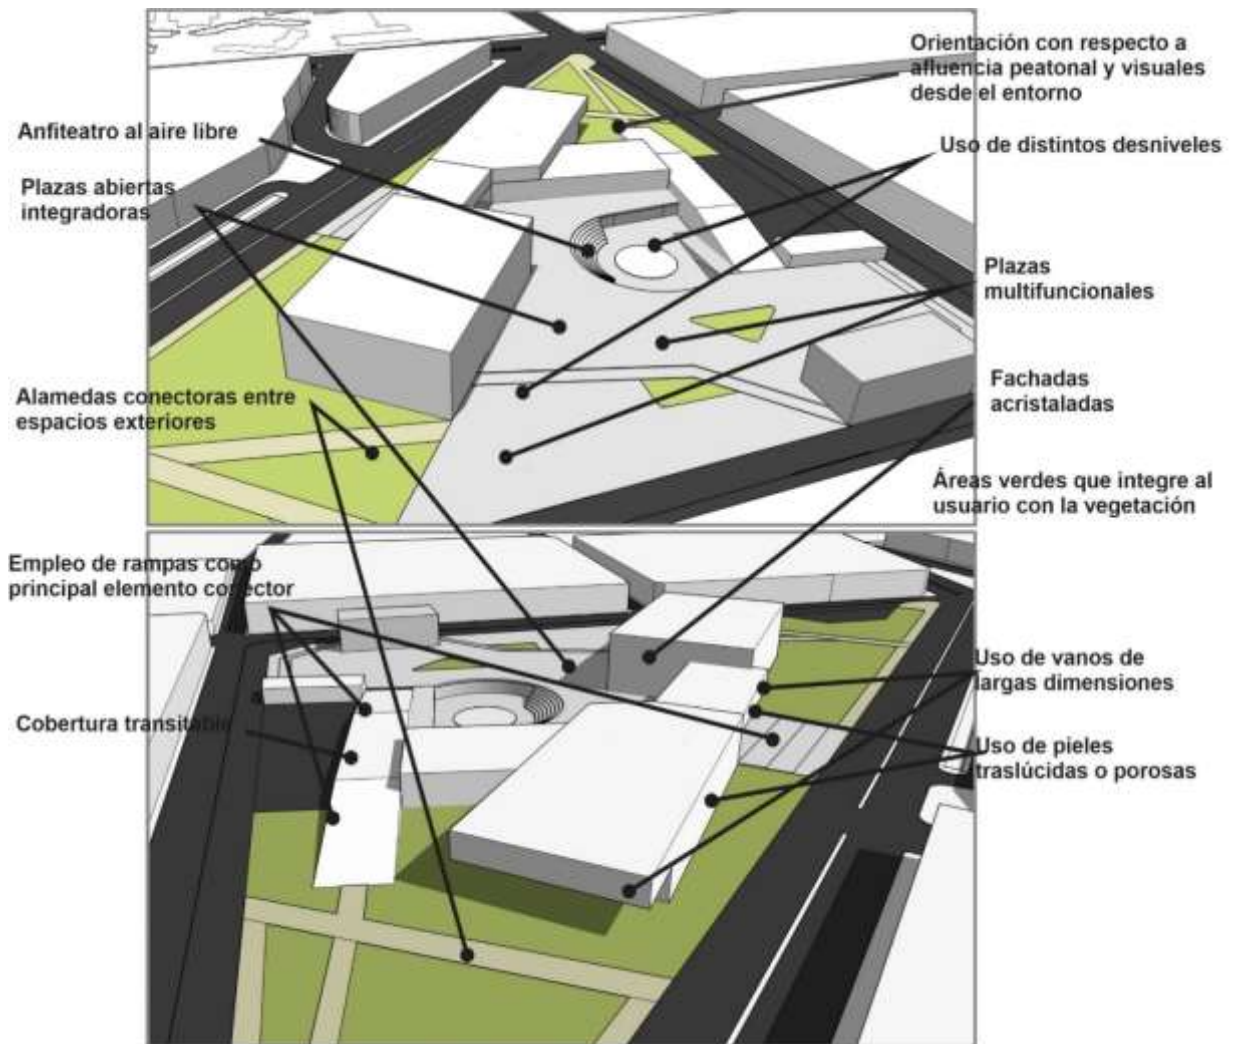 Anfiteatro al aire libre
Plazas abiertas
integradoras
Alamedas conectoras entre
espacios exteriores
Empleo de rampas como
principal elemento conector
Cobertura transitable
Orientación con respecto a
afluencia peatonal y visuales
desde el entorno
Uso de distintos desniveles
Plazas
multifuncionales
Fachadas
acristaladas
Áreas verdes que integre al
usuario con la vegetación
Uso de vanos de
largas dimensiones
Uso de pieles
traslúcidas o porosas